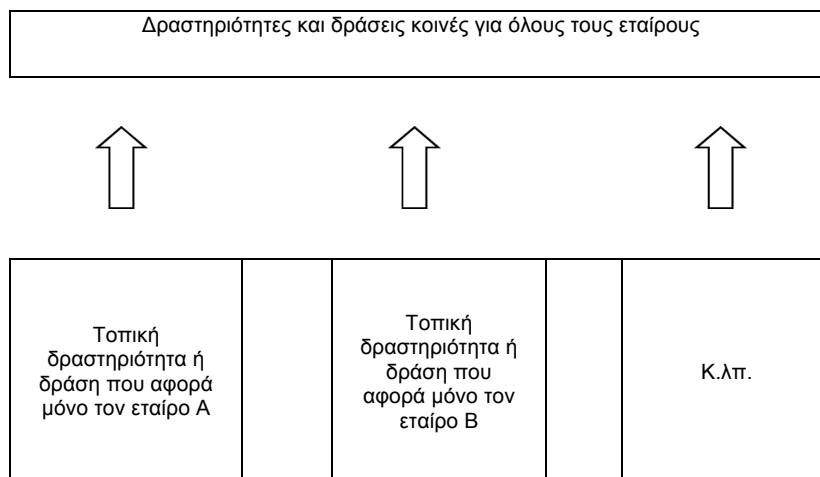 Δραστηριότητες και δράσεις κοινές για όλους τους εταίρους
Τοπική
δραστηριότητα ή
δράση που αφορά
μόνο τον εταίρο Α
Τοπική
δραστηριότητα ή
δράση που
αφορά μόνο τον
εταίρο Β
Κ.λπ.